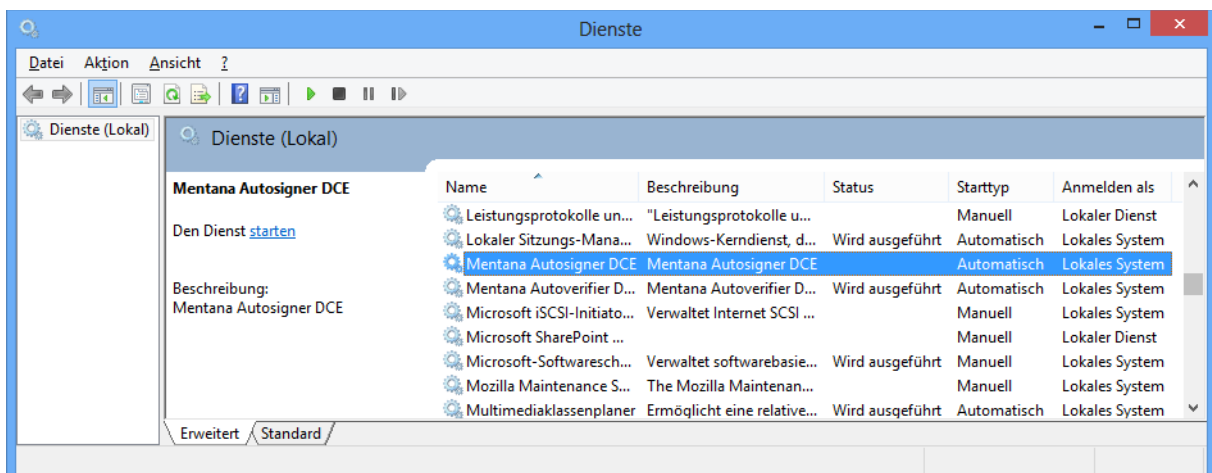 Dienste
Datei Aktion Ansicht ?
Dienste (Lokal)
Dienste (Lokal)
Mentana Autosigner DCE
Den Dienst starten
Beschreibung:
Mentana Autosigner DCE
Name Beschreibung Status Starttyp Anmelden als
Leistungsprotokolle un... "Leistungsprotokolle u... Manuell Lokaler Dienst
Lokaler Sitzungs-Mana... Windows-Kerndienst, d... Wird ausgeführt Automatisch Lokales System
Mentana Autosigner DCE Mentana Autosigner DCE Automatisch Lokales System
Mentana Autoverifier D... Mentana Autoverifier D... Wird ausgeführt Automatisch Lokales System
Microsoft iSCSI-Initiato... Verwaltet Internet SCSI ... Manuell Lokales System
Microsoft SharePoint ... Manuell Lokaler Dienst
Microsoft-Softwaresch... Verwaltet softwarebasie... Wird ausgeführt Manuell Lokales System
Mozilla Maintenance S... The Mozilla Maintenan... Manuell Lokales System
Multimediaklassenplaner Ermöglicht eine relative... Wird ausgeführt Automatisch Lokales System
Erweitert Standard